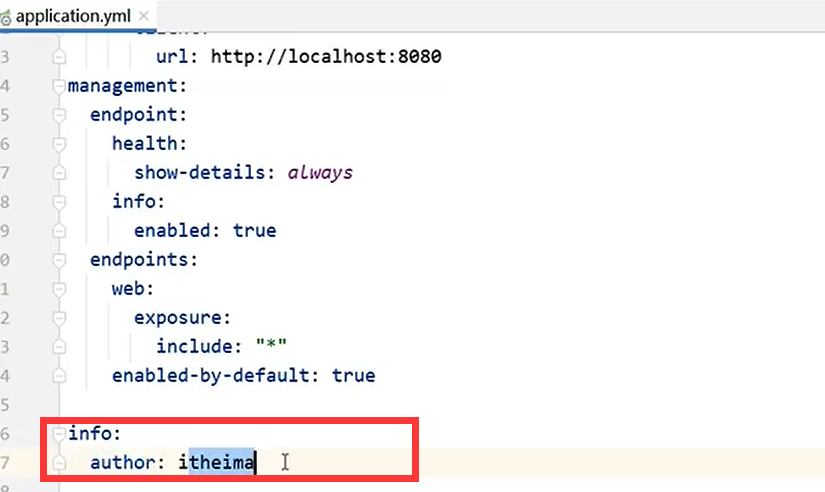 application.yml
3 url: http://localhost:8080
4 management:
5 endpoint:
6 health:
7 show-details: always
8 info:
9 enabled: true
0 endpoints:
1 web:
2 exposure:
3 include: "*"
4 enabled-by-default: true
5
6 info:
7 author: itheima
8